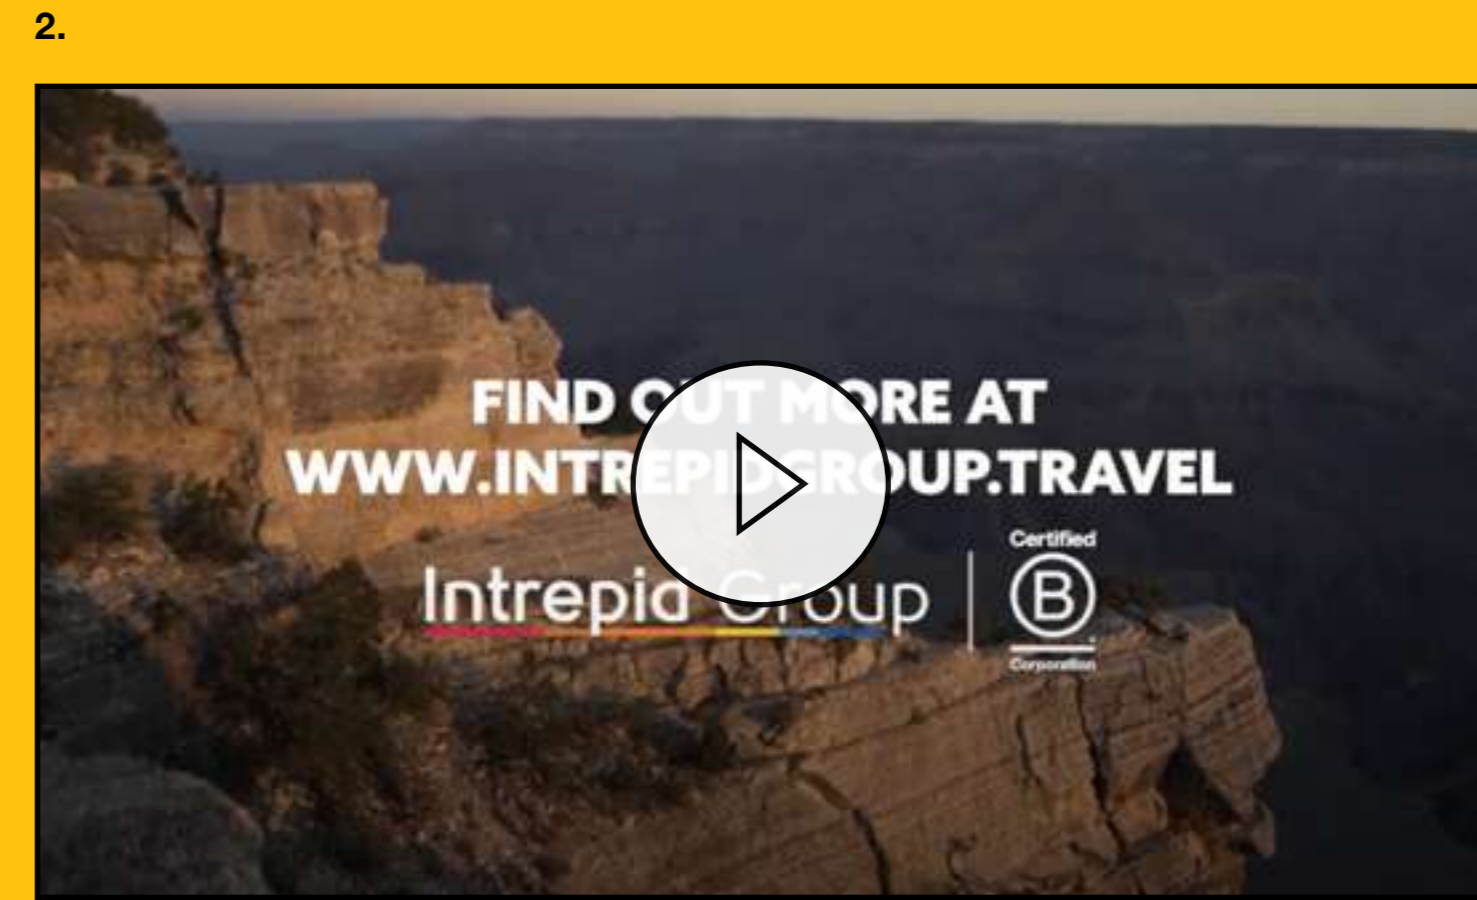 2.
FIND OUT MORE AT
WWW.INTREPIDGROUP.TRAVEL
Intrepid Group
Certified
B
Corporation